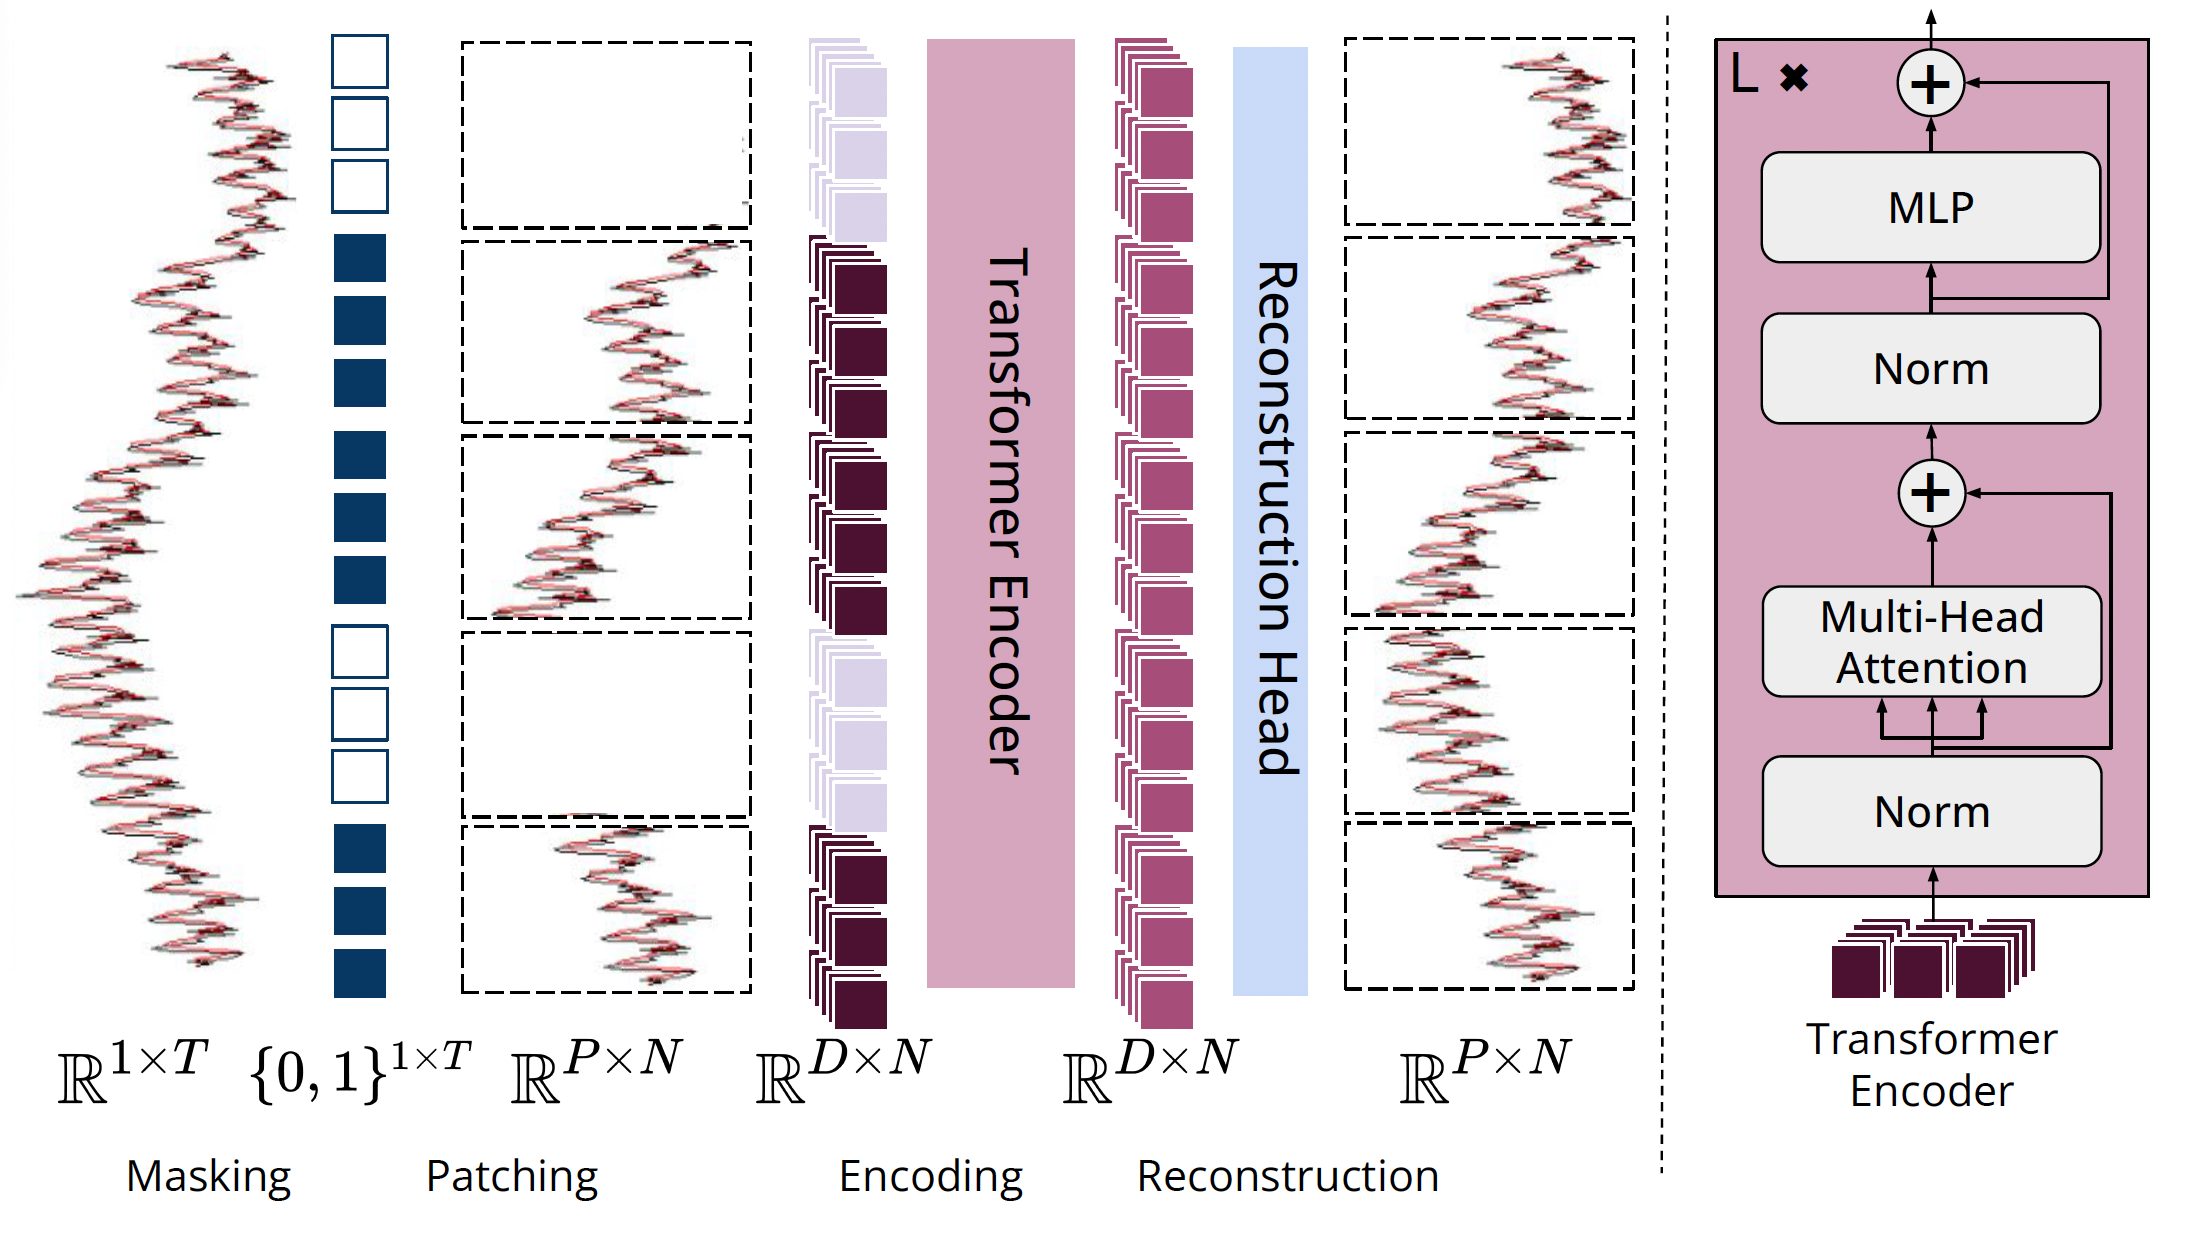 Transformer Encoder
Reconstruction Head
ℝ^{1×T}
{0, 1}^{1×T}
ℝ^{P×N}
ℝ^{D×N}
ℝ^{D×N}
ℝ^{P×N}
Masking
Patching
Encoding
Reconstruction
L ✖
+
MLP
Norm
+
Multi-Head
Attention
Norm
Transformer
Encoder